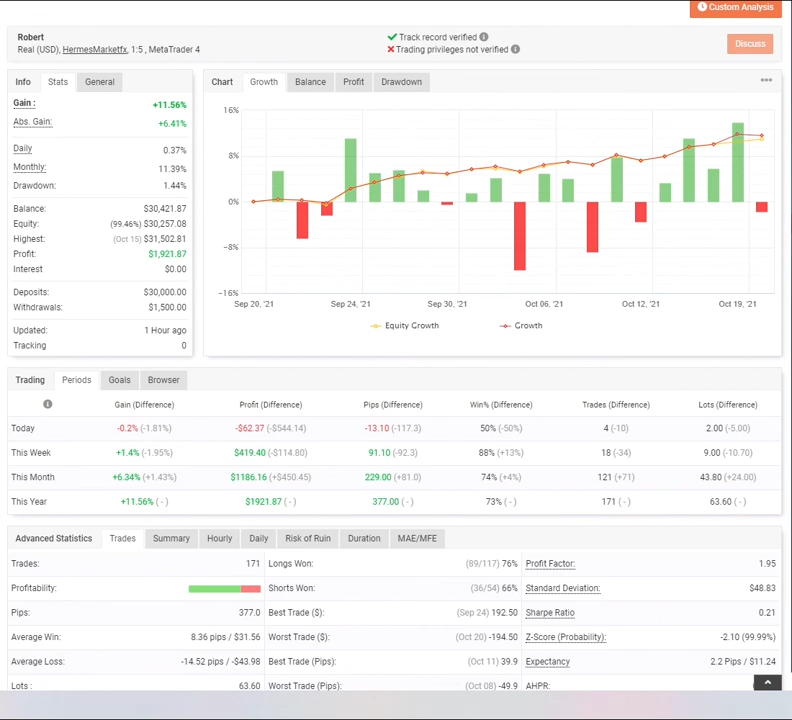 Custom Analysis
Robert
Real (USD), HermesMarketfx, 1:5 , MetaTrader 4
Track record verified
Trading privileges not verified
Discuss
Info Stats General
Gain : +11.56%
Abs. Gain: +6.41%
Daily 0.37%
Monthly: 11.39%
Drawdown: 1.44%
Balance: $30,421.87
Equity: (99.46%) $30,257.08
Highest: (Oct 15) $31,502.81
Profit: $1,921.87
Interest $0.00
Deposits: $30,000.00
Withdrawals: $1,500.00
Updated: 1 Hour ago
Tracking 0
Chart Growth Balance Profit Drawdown
16%
8%
0%
-8%
-16%
Sep 20, '21 Sep 24, '21 Sep 30, '21 Oct 06, '21 Oct 12, '21 Oct 19, '21
Equity Growth Growth
Trading Periods Goals Browser
Gain (Difference) Profit (Difference) Pips (Difference) Win% (Difference) Trades (Difference) Lots (Difference)
Today -0.2% (-1.81%) -$62.37 (-$544.14) -13.10 (-117.3) 50% (-50%) 4 (-10) 2.00 (-5.00)
This Week +1.4% (-1.95%) $419.40 (-$114.80) 91.10 (-92.3) 88% (+13%) 18 (-34) 9.00 (-10.70)
This Month +6.34% (+1.43%) $1186.16 (+$450.45) 229.00 (+81.0) 74% (+4%) 121 (+71) 43.80 (+24.00)
This Year +11.56% ( - ) $1921.87 ( - ) 377.00 ( - ) 73% ( - ) 171 ( - ) 63.60 ( - )
Advanced Statistics Trades Summary Hourly Daily Risk of Ruin Duration MAE/MFE
Trades: 171 Longs Won: (89/117) 76% Profit Factor: 1.95
Profitability: Shorts Won: (36/54) 66% Standard Deviation: $48.83
Pips: 377.0 Best Trade ($): (Sep 24) 192.50 Sharpe Ratio 0.21
Average Win: 8.36 pips / $31.56 Worst Trade ($): (Oct 20) -194.50 Z-Score (Probability): -2.10 (99.99%)
Average Loss: -14.52 pips / -$43.98 Best Trade (Pips): (Oct 11) 39.9 Expectancy 2.2 Pips / $11.24
Lots : 63.60 Worst Trade (Pips): (Oct 08) -49.9 AHPR: